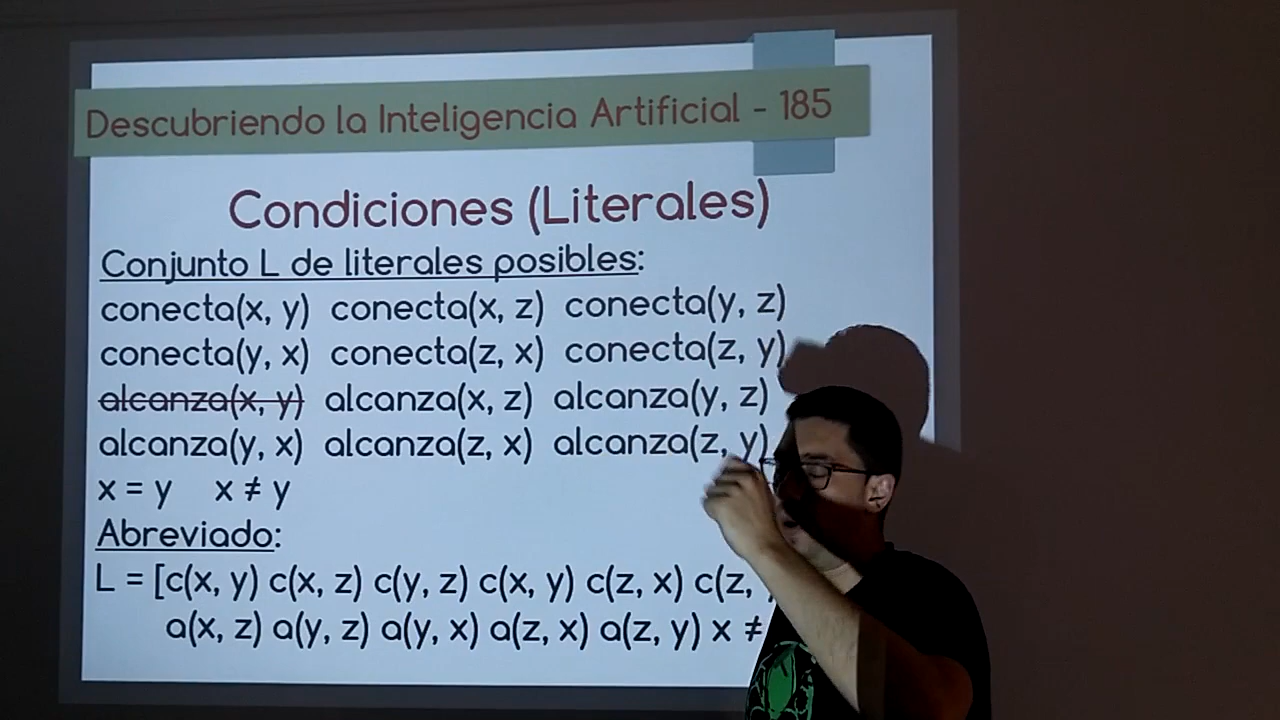 Descubriendo la Inteligencia Artificial - 185
Condiciones (Literales)
Conjunto L de literales posibles:
conecta(x, y) conecta(x, z) conecta(y, z)
conecta(y, x) conecta(z, x) conecta(z, y)
alcanza(x, y) alcanza(x, z) alcanza(y, z)
alcanza(y, x) alcanza(z, x) alcanza(z, y)
x = y x ≠ y
Abreviado:
L = [c(x, y) c(x, z) c(y, z) c(x, y) c(z, x) c(z,
a(x, z) a(y, z) a(y, x) a(z, x) a(z, y) x ≠